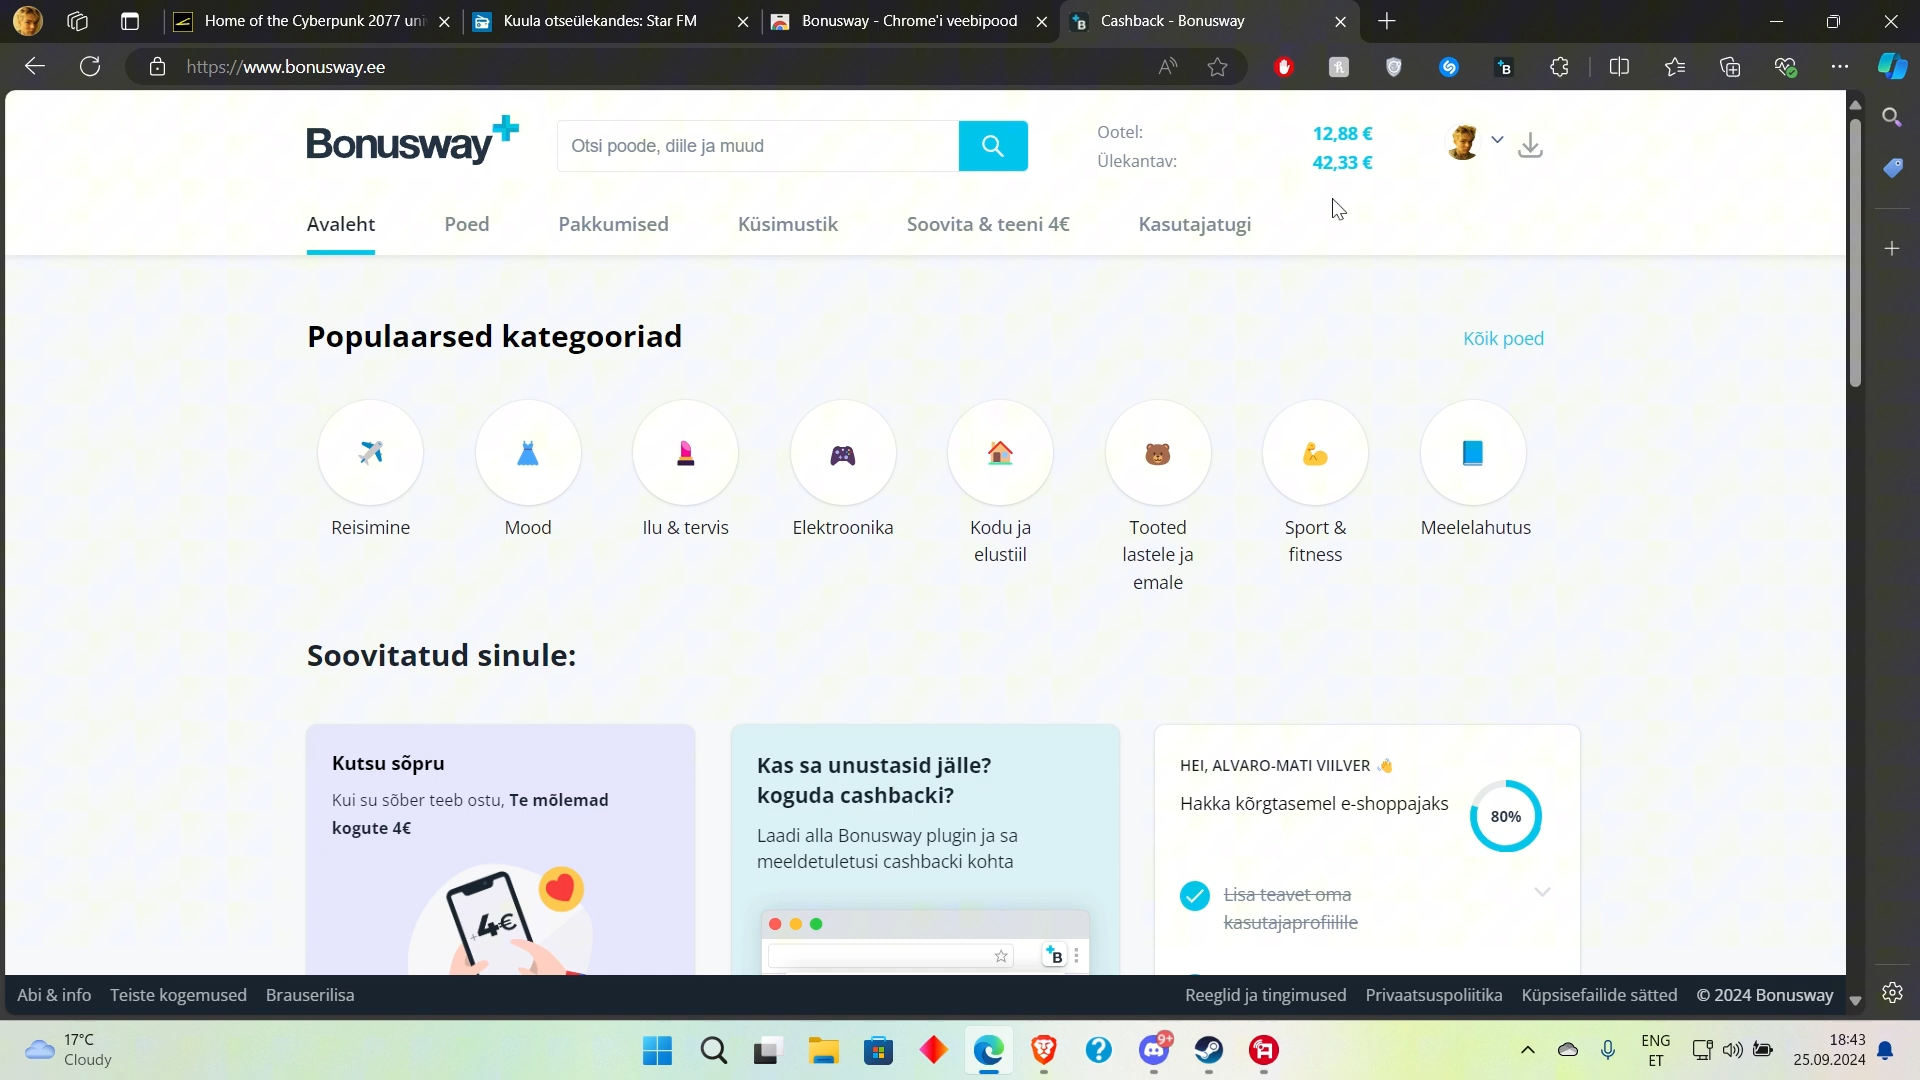 Home of the Cyberpunk 2077 uni
Kuula otseülekandes: Star FM
Bonusway - Chrome'i veebipood
Cashback - Bonusway
https://www.bonusway.ee
Bonusway
Otsi poode, diile ja muud
Ootel: 12,88 €
Ülekantav: 42,33 €
Avaleht Poed Pakkumised Küsimustik Soovita & teeni 4€ Kasutajatugi
Populaarsed kategooriad
Kõik poed
Reisimine
Mood
Ilu & tervis
Elektroonika
Kodu ja
elustiil
Tooted
lastele ja
emale
Sport &
fitness
Meelelahutus
Soovitatud sinule:
Kutsu sõpru
Kui su sõber teeb ostu, Te mõlemad
kogute 4€
+4€
Kas sa unustasid jälle?
koguda cashbacki?
Laadi alla Bonusway plugin ja sa
meeldetuletusi cashbacki kohta
B
HEI, ALVARO-MATI VIILVER 👋
Hakka kõrgtasemel e-shoppajaks
80%
Lisa teavet oma
kasutajaprofiilile
Abi & info Teiste kogemused Brauserilisa
Reeglid ja tingimused Privaatsuspoliitika Küpsisefailide sätted © 2024 Bonusway
17°C
Cloudy
9+
ENG
ET
18:43
25.09.2024